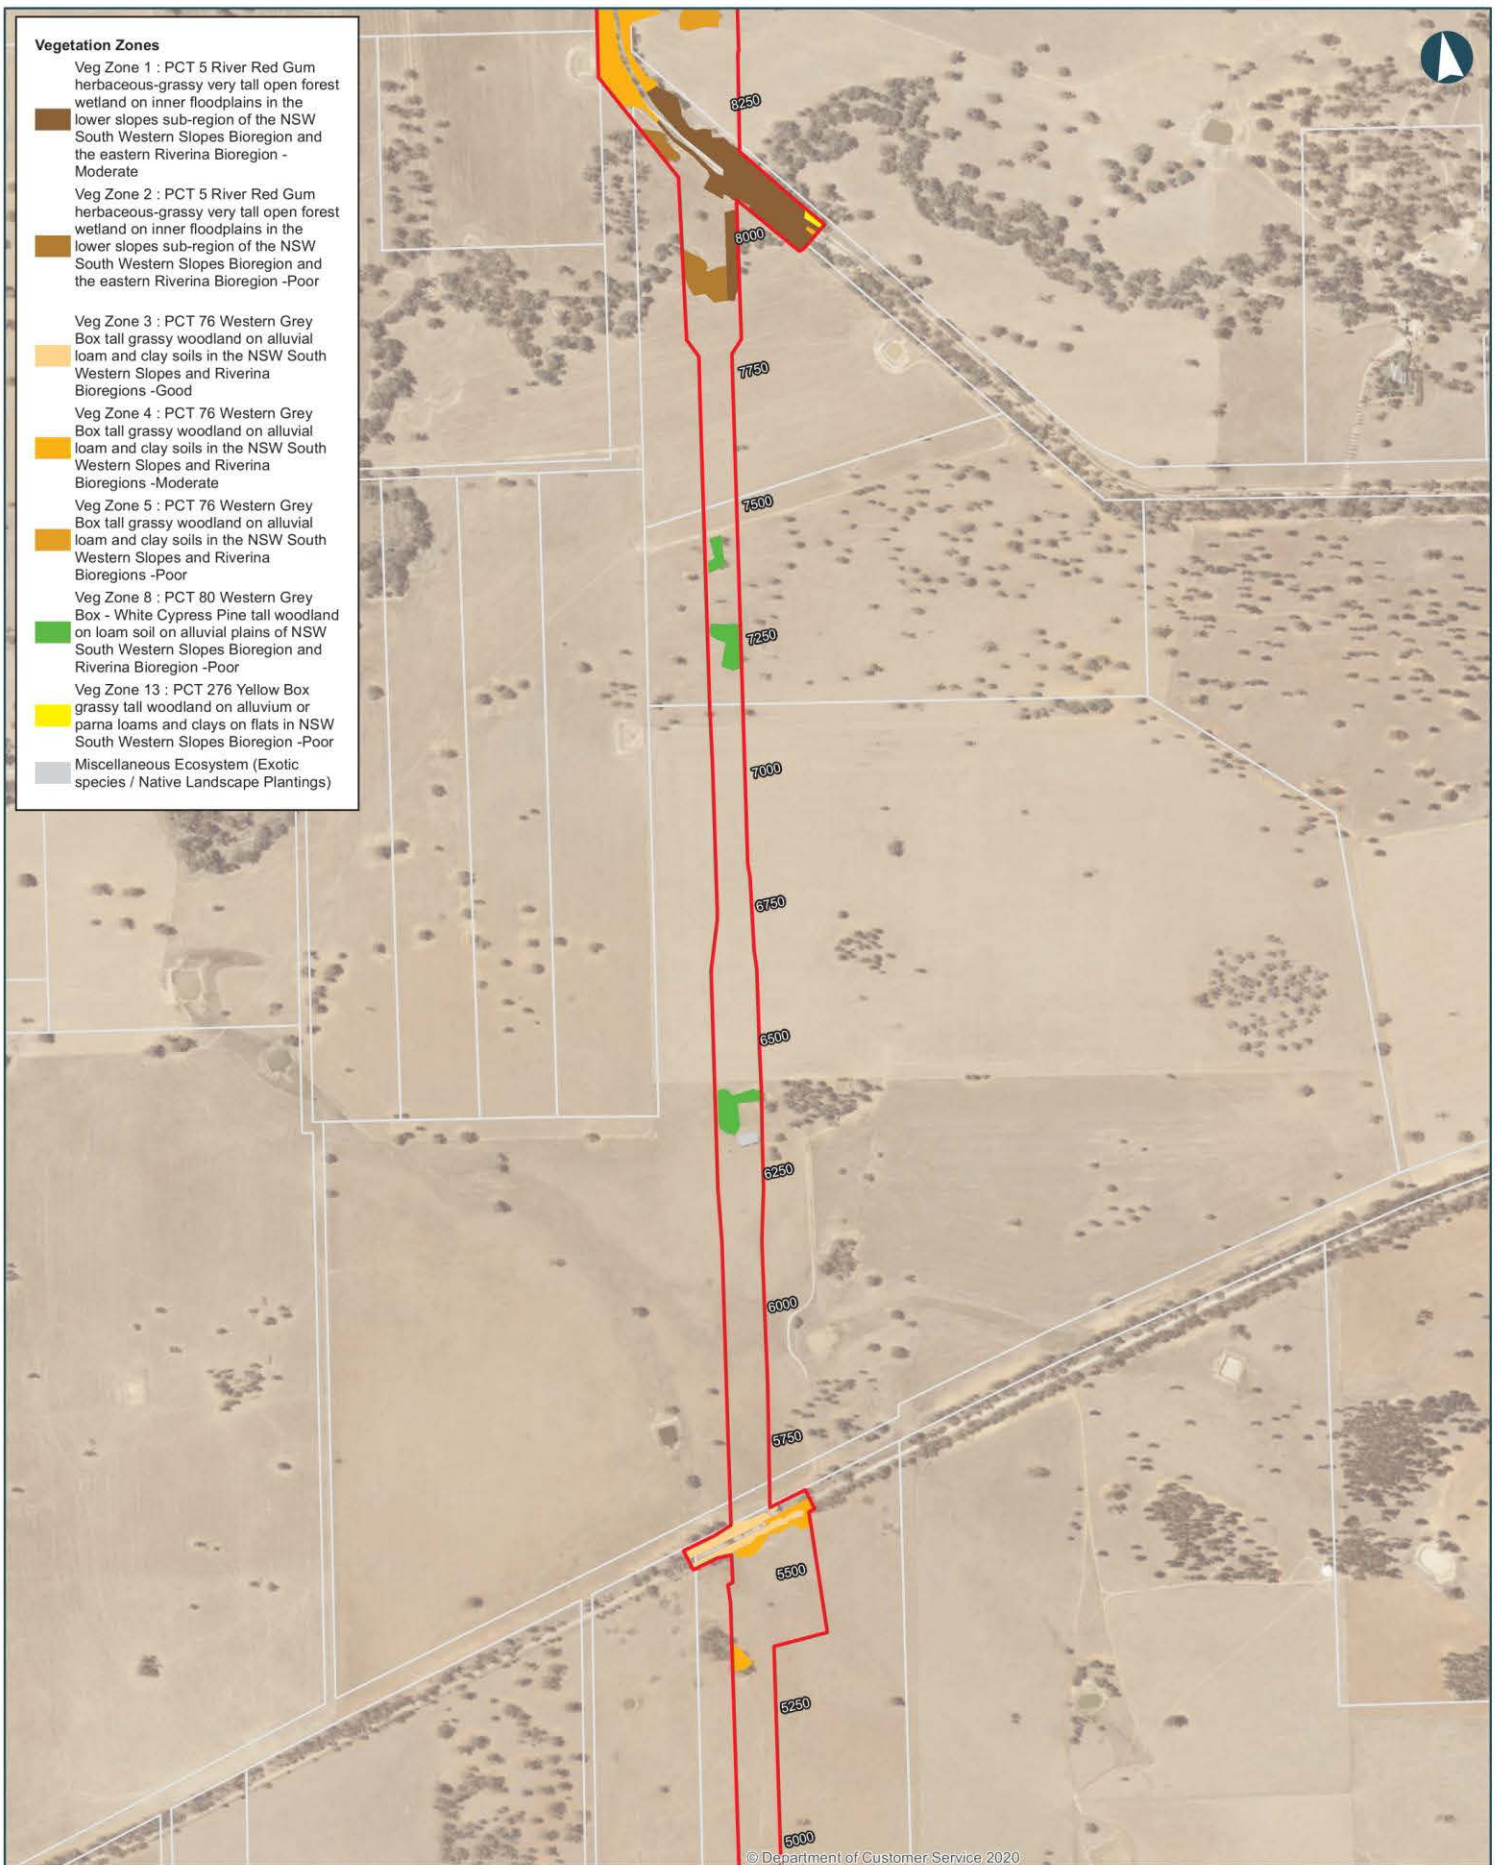 Vegetation Zones
Veg Zone 1 : PCT 5 River Red Gum
herbaceous-grassy very tall open forest
wetland on inner floodplains in the
lower slopes sub-region of the NSW
South Western Slopes Bioregion and
the eastern Riverina Bioregion -
Moderate
Veg Zone 2 : PCT 5 River Red Gum
herbaceous-grassy very tall open forest
wetland on inner floodplains in the
lower slopes sub-region of the NSW
South Western Slopes Bioregion and
the eastern Riverina Bioregion -Poor
Veg Zone 3 : PCT 76 Western Grey
Box tall grassy woodland on alluvial
loam and clay soils in the NSW South
Western Slopes and Riverina
Bioregions -Good
Veg Zone 4 : PCT 76 Western Grey
Box tall grassy woodland on alluvial
loam and clay soils in the NSW South
Western Slopes and Riverina
Bioregions -Moderate
Veg Zone 5 : PCT 76 Western Grey
Box tall grassy woodland on alluvial
loam and clay soils in the NSW South
Western Slopes and Riverina
Bioregions -Poor
Veg Zone 8 : PCT 80 Western Grey
Box - White Cypress Pine tall woodland
on loam soil on alluvial plains of NSW
South Western Slopes Bioregion and
Riverina Bioregion -Poor
Veg Zone 13 : PCT 276 Yellow Box
grassy tall woodland on alluvium or
parna loams and clays on flats in NSW
South Western Slopes Bioregion -Poor
Miscellaneous Ecosystem (Exotic
species / Native Landscape Plantings)
8250
8000
7750
7500
7250
7000
6750
6500
6250
6000
5750
5500
5250
5000
© Department of Customer Service 2020